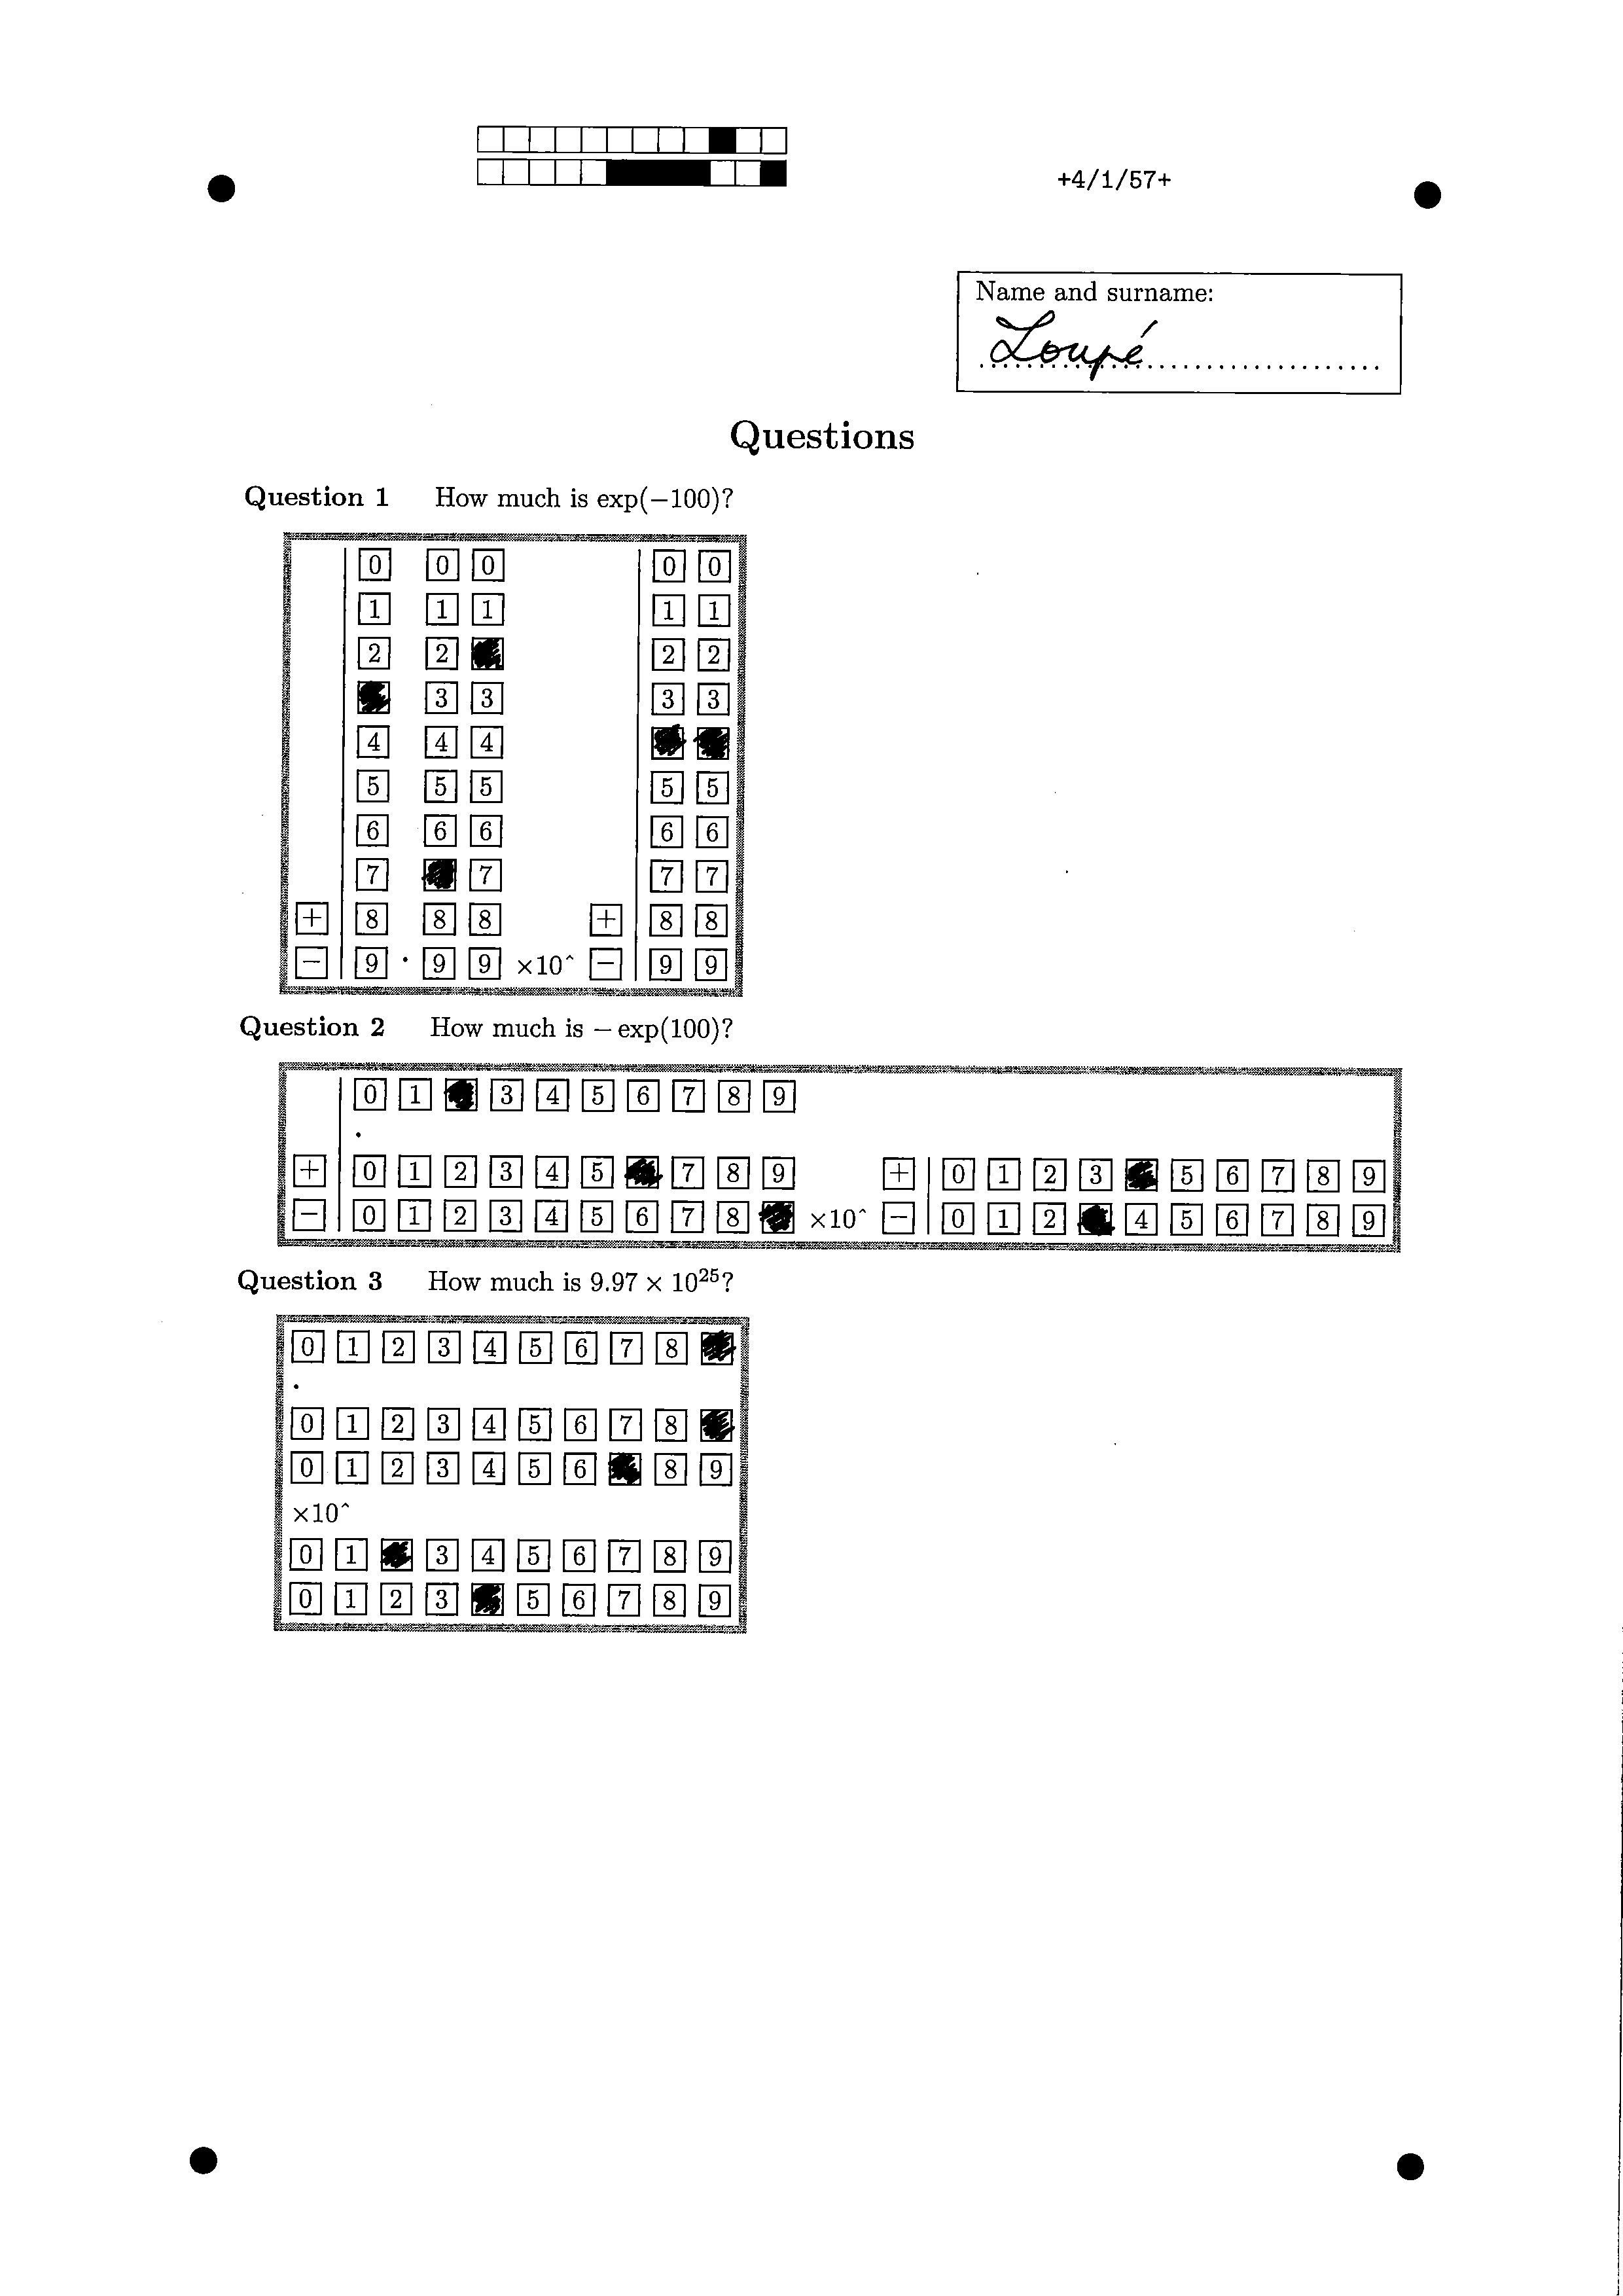 +4/1/57+
Name and surname:
Loupé
Questions
Question 1 How much is exp(−100)?
0 0 0 0 0
1 1 1 1 1
2 2 2 2
3 3 3 3
4 4 4
5 5 5 5 5
6 6 6 6 6
7 7 7 7
+ 8 8 8 + 8 8
− 9 . 9 9 ×10^ − 9 9
Question 2 How much is − exp(100)?
0 1 3 4 5 6 7 8 9
.
+ 0 1 2 3 4 5 7 8 9 + 0 1 2 3 5 6 7 8 9
− 0 1 2 3 4 5 6 7 8 ×10^ − 0 1 2 4 5 6 7 8 9
Question 3 How much is 9.97 × 10²⁵?
0 1 2 3 4 5 6 7 8
.
0 1 2 3 4 5 6 7 8
0 1 2 3 4 5 6 8 9
×10^
0 1 3 4 5 6 7 8 9
0 1 2 3 5 6 7 8 9